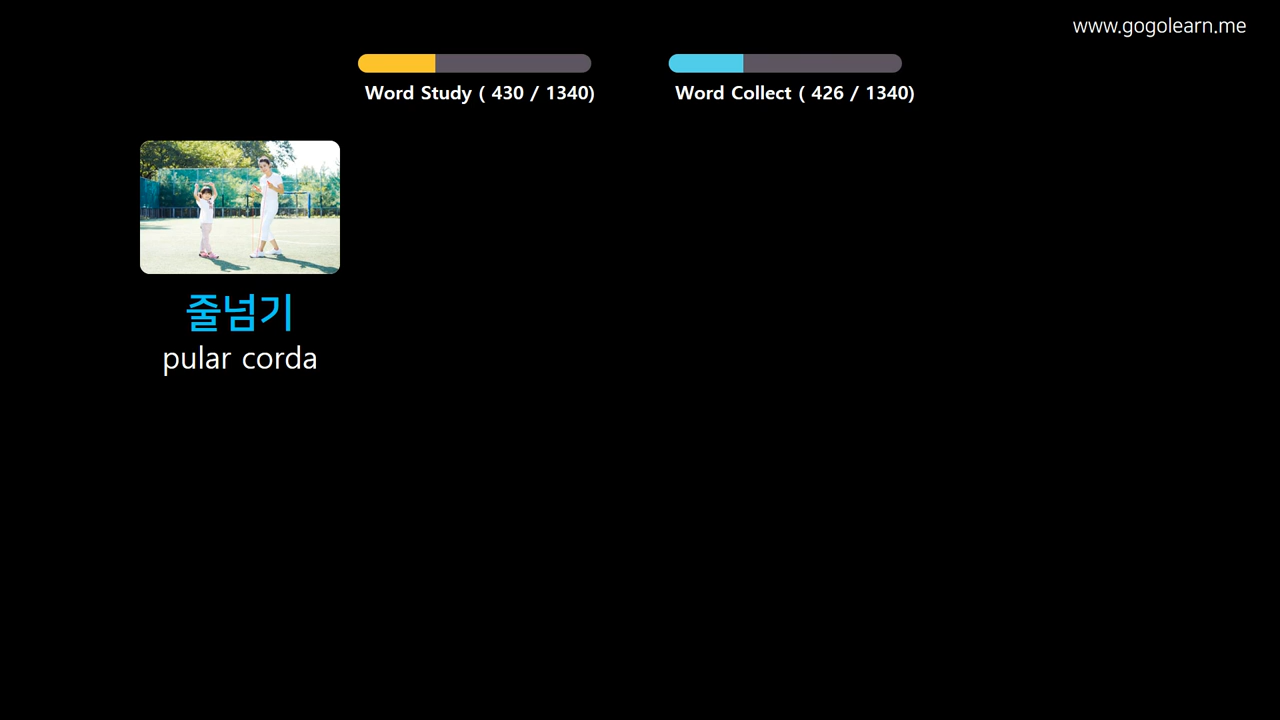 www.gogolearn.me
Word Study ( 430 / 1340)
Word Collect ( 426 / 1340)
줄넘기
pular corda